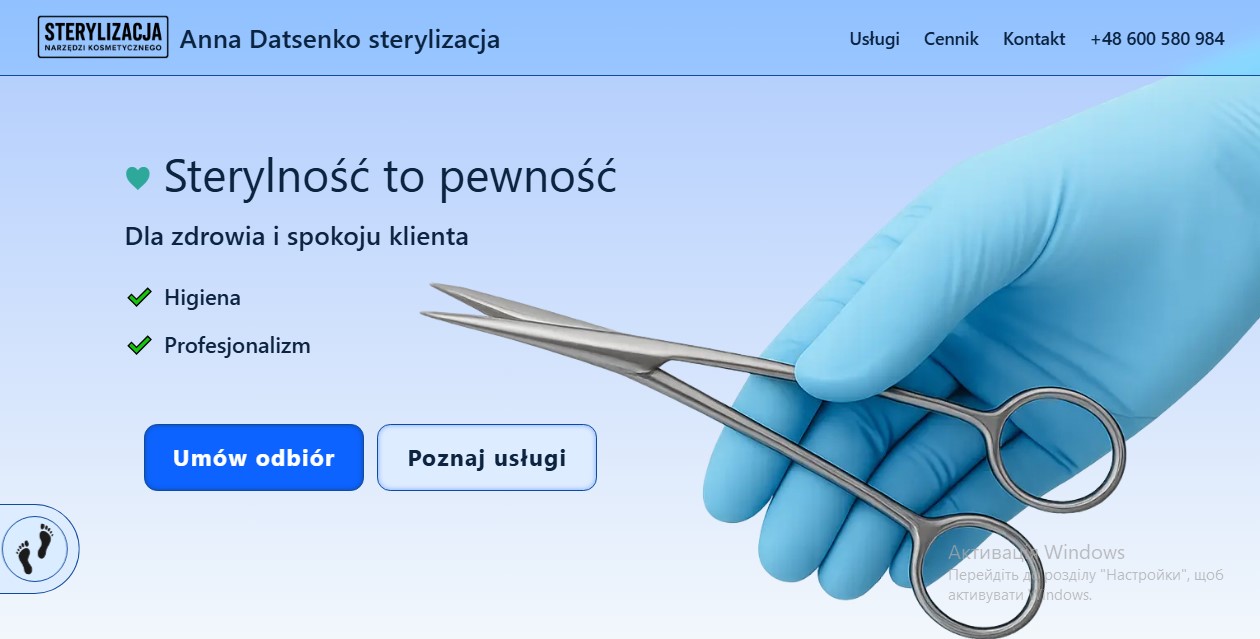 STERYLIZACJA
NARZĘDZI KOSMETYCZNEGO
Anna Datsenko sterylizacja
Usługi
Cennik
Kontakt
+48 600 580 984
Sterylność to pewność
Dla zdrowia i spokoju klienta
Higiena
Profesjonalizm
Umów odbiór
Poznaj usługi
Активація Windows
Перейдіть до розділу "Настройки", щоб
активувати Windows.